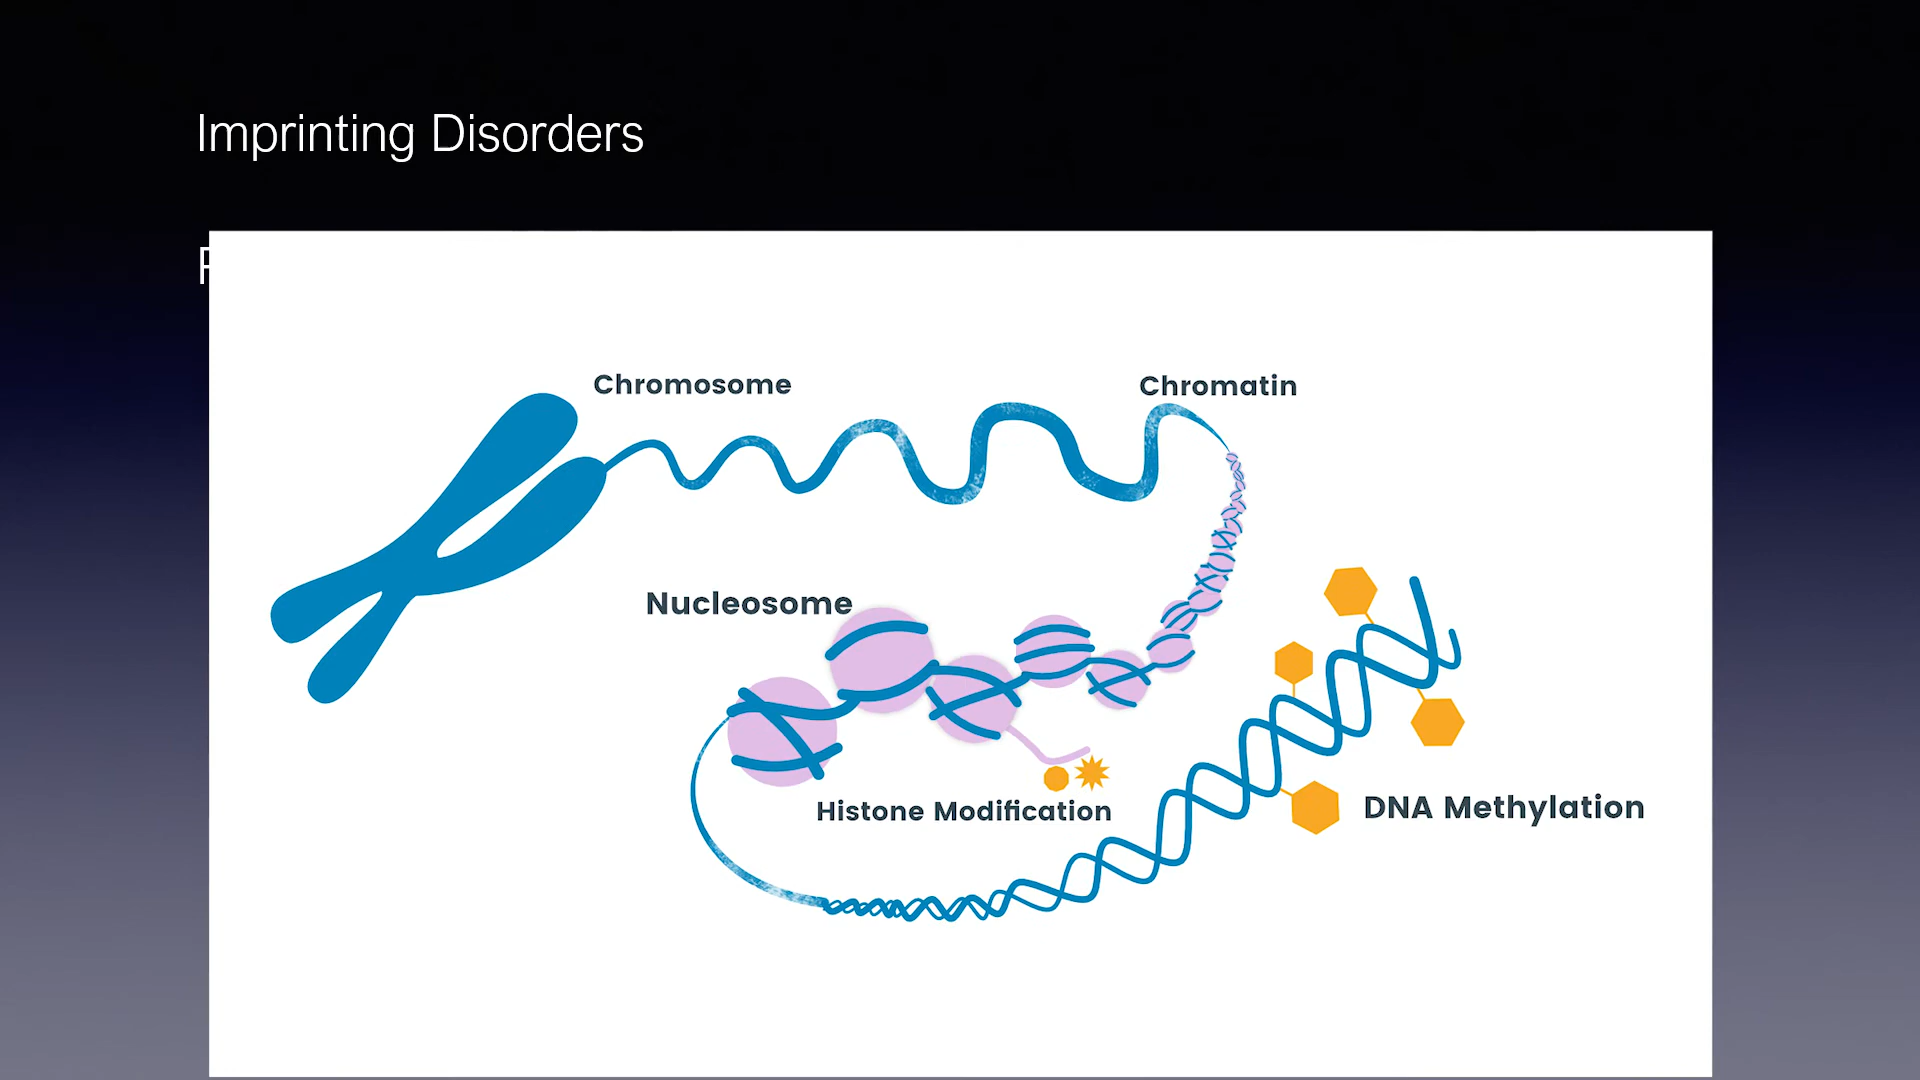 Imprinting Disorders
Chromosome
Chromatin
Nucleosome
Histone Modification
DNA Methylation